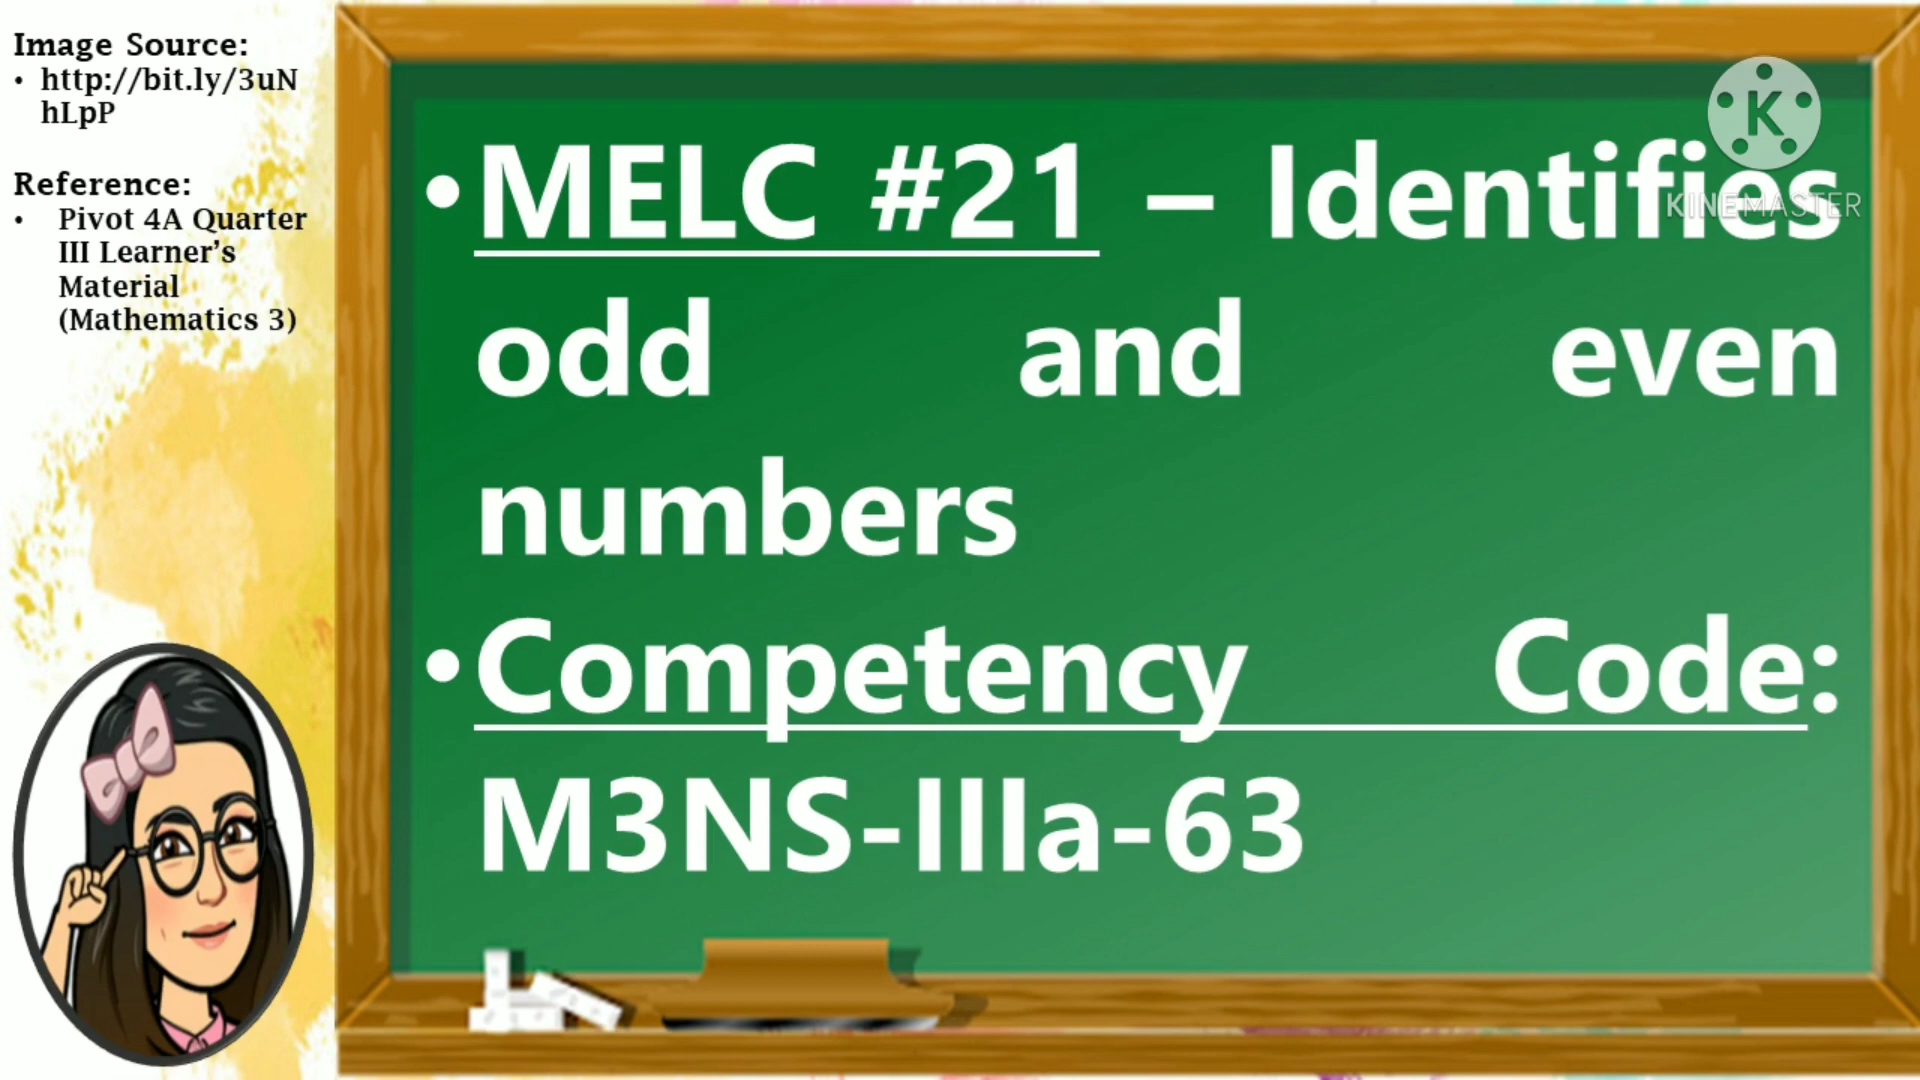 Image Source:
• http://bit.ly/3uN
hLpP
Reference:
• Pivot 4A Quarter
III Learner's
Material
(Mathematics 3)
•MELC #21 – Identifies
odd and even
numbers
•Competency Code:
M3NS-IIIa-63
K
KINEMASTER